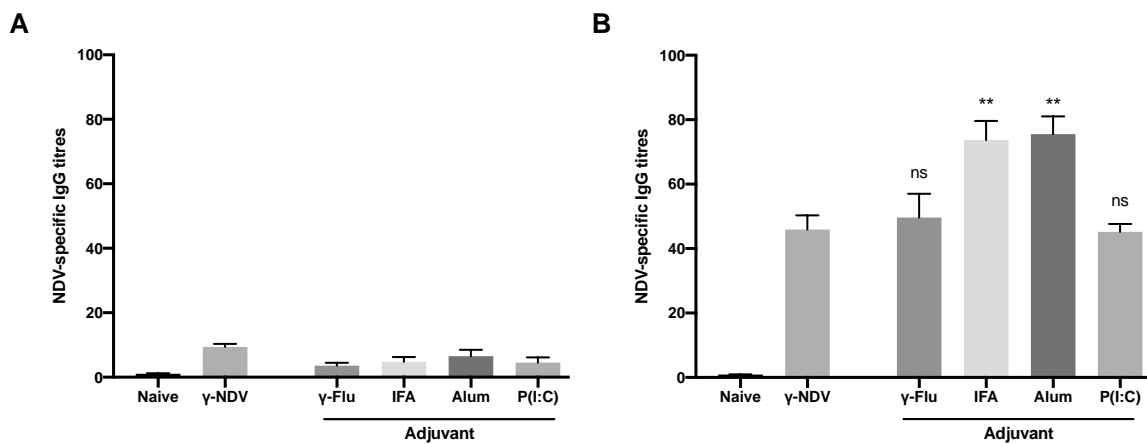 A
NDV-specific IgG titres
100
80
60
40
20
0
Naive γ-NDV γ-Flu IFA Alum P(I:C)
Adjuvant
B
NDV-specific IgG titres
100
80
60
40
20
0
ns ** ** ns
Naive γ-NDV γ-Flu IFA Alum P(I:C)
Adjuvant